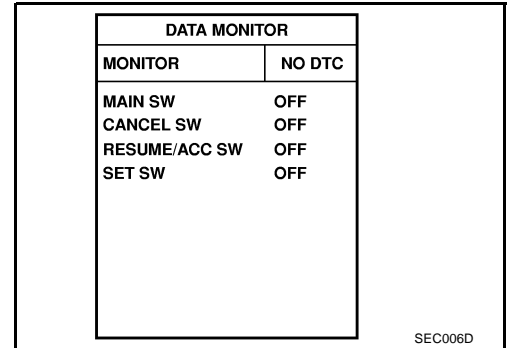 DATA MONITOR
MONITOR NO DTC
MAIN SW OFF
CANCEL SW OFF
RESUME/ACC SW OFF
SET SW OFF
SEC006D